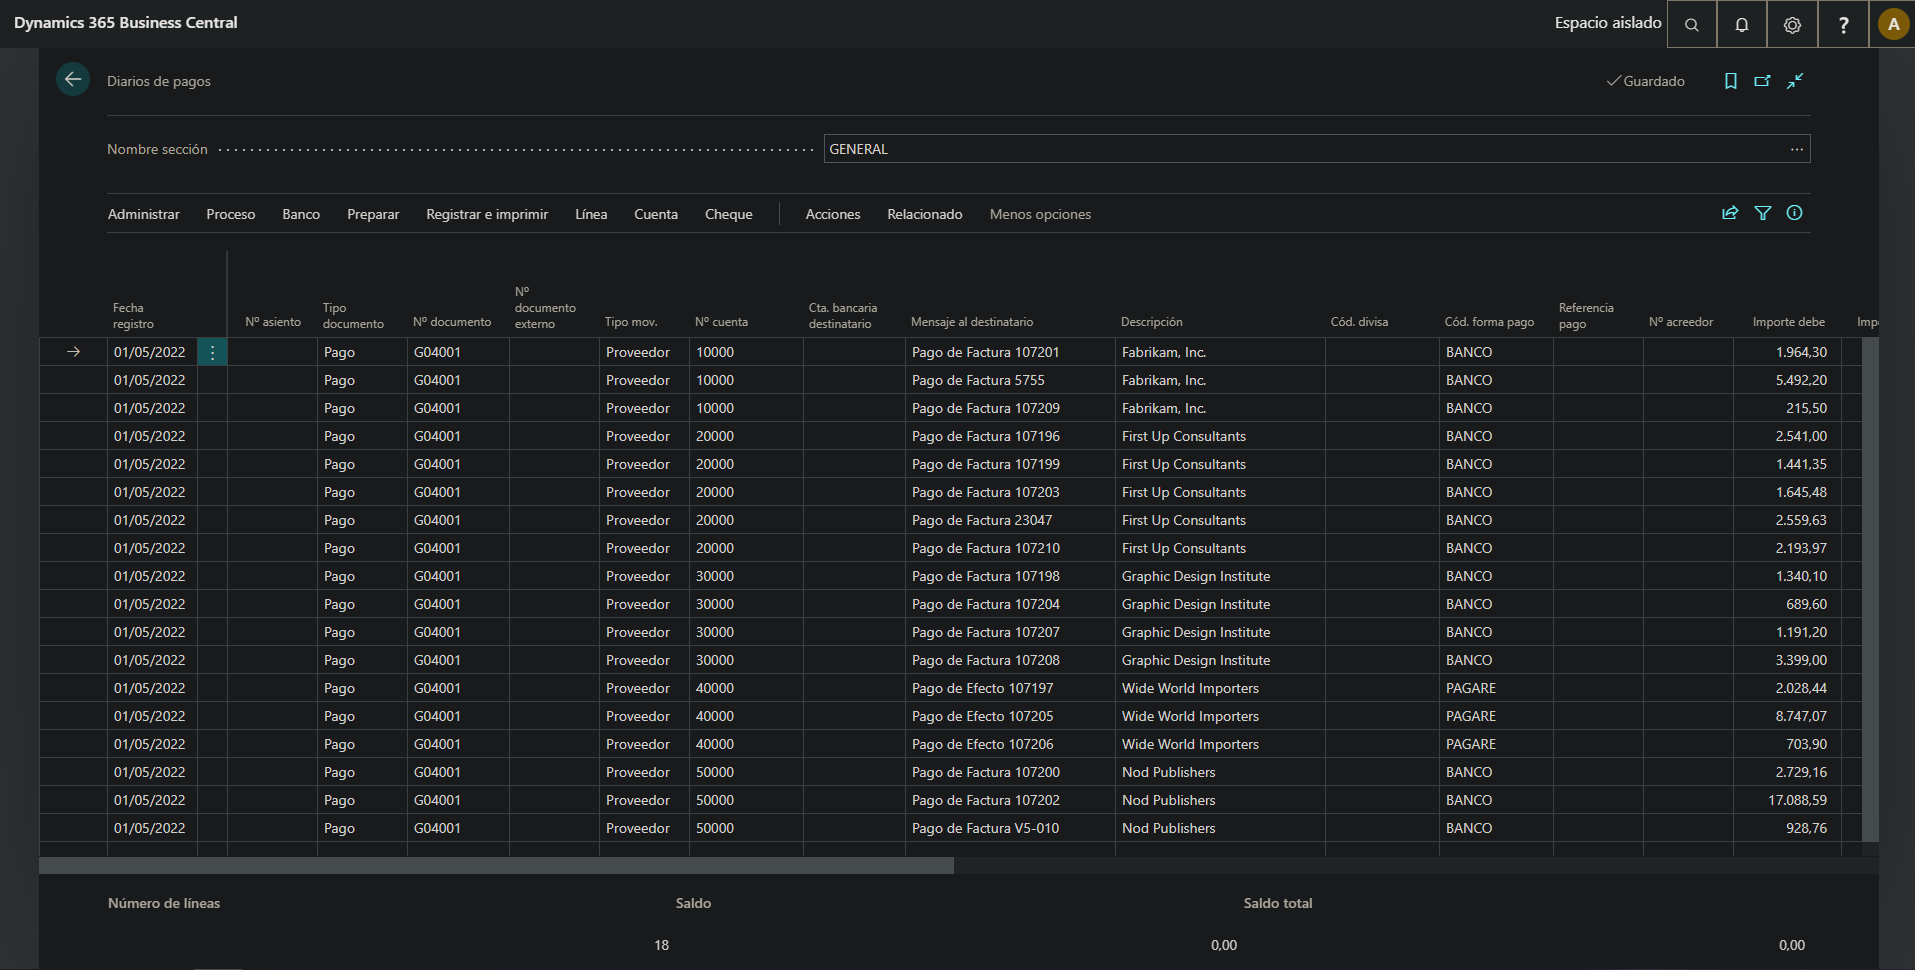 Dynamics 365 Business Central
Espacio aislado
?
A
Diarios de pagos
Guardado
Nombre sección
GENERAL
...
Administrar Proceso Banco Preparar Registrar e imprimir Línea Cuenta Cheque Acciones Relacionado Menos opciones
Fecha registro Nº asiento Tipo documento Nº documento Nº documento externo Tipo mov. Nº cuenta Cta. bancaria destinatario Mensaje al destinatario Descripción Cód. divisa Cód. forma pago Referencia pago Nº acreedor Importe debe
01/05/2022 Pago G04001 Proveedor 10000 Pago de Factura 107201 Fabrikam, Inc. BANCO 1.964,30
01/05/2022 Pago G04001 Proveedor 10000 Pago de Factura 5755 Fabrikam, Inc. BANCO 5.492,20
01/05/2022 Pago G04001 Proveedor 10000 Pago de Factura 107209 Fabrikam, Inc. BANCO 215,50
01/05/2022 Pago G04001 Proveedor 20000 Pago de Factura 107196 First Up Consultants BANCO 2.541,00
01/05/2022 Pago G04001 Proveedor 20000 Pago de Factura 107199 First Up Consultants BANCO 1.441,35
01/05/2022 Pago G04001 Proveedor 20000 Pago de Factura 107203 First Up Consultants BANCO 1.645,48
01/05/2022 Pago G04001 Proveedor 20000 Pago de Factura 23047 First Up Consultants BANCO 2.559,63
01/05/2022 Pago G04001 Proveedor 20000 Pago de Factura 107210 First Up Consultants BANCO 2.193,97
01/05/2022 Pago G04001 Proveedor 30000 Pago de Factura 107198 Graphic Design Institute BANCO 1.340,10
01/05/2022 Pago G04001 Proveedor 30000 Pago de Factura 107204 Graphic Design Institute BANCO 689,60
01/05/2022 Pago G04001 Proveedor 30000 Pago de Factura 107207 Graphic Design Institute BANCO 1.191,20
01/05/2022 Pago G04001 Proveedor 30000 Pago de Factura 107208 Graphic Design Institute BANCO 3.399,00
01/05/2022 Pago G04001 Proveedor 40000 Pago de Efecto 107197 Wide World Importers PAGARE 2.028,44
01/05/2022 Pago G04001 Proveedor 40000 Pago de Efecto 107205 Wide World Importers PAGARE 8.747,07
01/05/2022 Pago G04001 Proveedor 40000 Pago de Efecto 107206 Wide World Importers PAGARE 703,90
01/05/2022 Pago G04001 Proveedor 50000 Pago de Factura 107200 Nod Publishers BANCO 2.729,16
01/05/2022 Pago G04001 Proveedor 50000 Pago de Factura 107202 Nod Publishers BANCO 17.088,59
01/05/2022 Pago G04001 Proveedor 50000 Pago de Factura V5-010 Nod Publishers BANCO 928,76
Número de líneas Saldo Saldo total
18 0,00 0,00